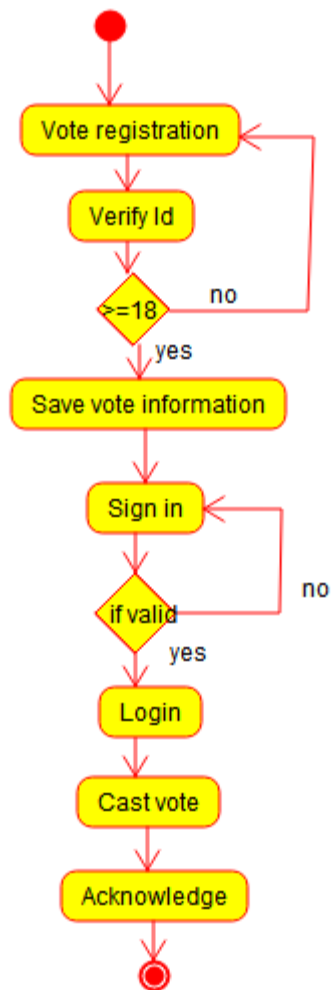 Vote registration
Verify Id
>=18
no
yes
Save vote information
Sign in
no
if valid
yes
Login
Cast vote
Acknowledge